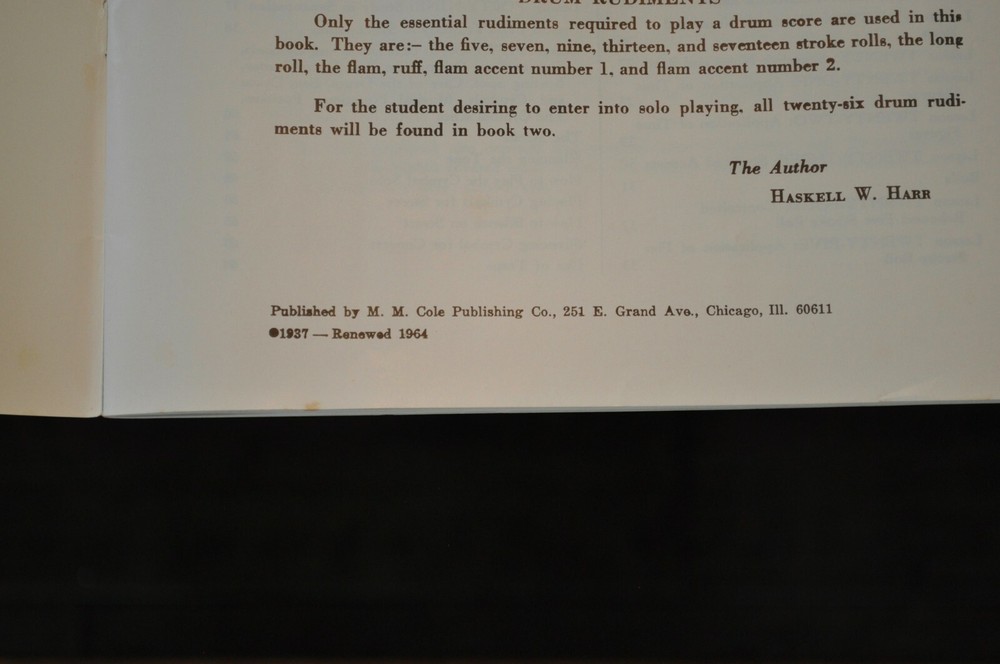 DRUM RUDIMENTS
Only the essential rudiments required to play a drum score are used in this
book. They are:— the five, seven, nine, thirteen, and seventeen stroke rolls, the long
roll, the flam, ruff, flam accent number 1, and flam accent number 2.
For the student desiring to enter into solo playing, all twenty-six drum rudi-
ments will be found in book two.
The Author
HASKELL W. HARR
Published by M. M. Cole Publishing Co., 251 E. Grand Ave., Chicago, Ill. 60611
©1937 — Renewed 1964